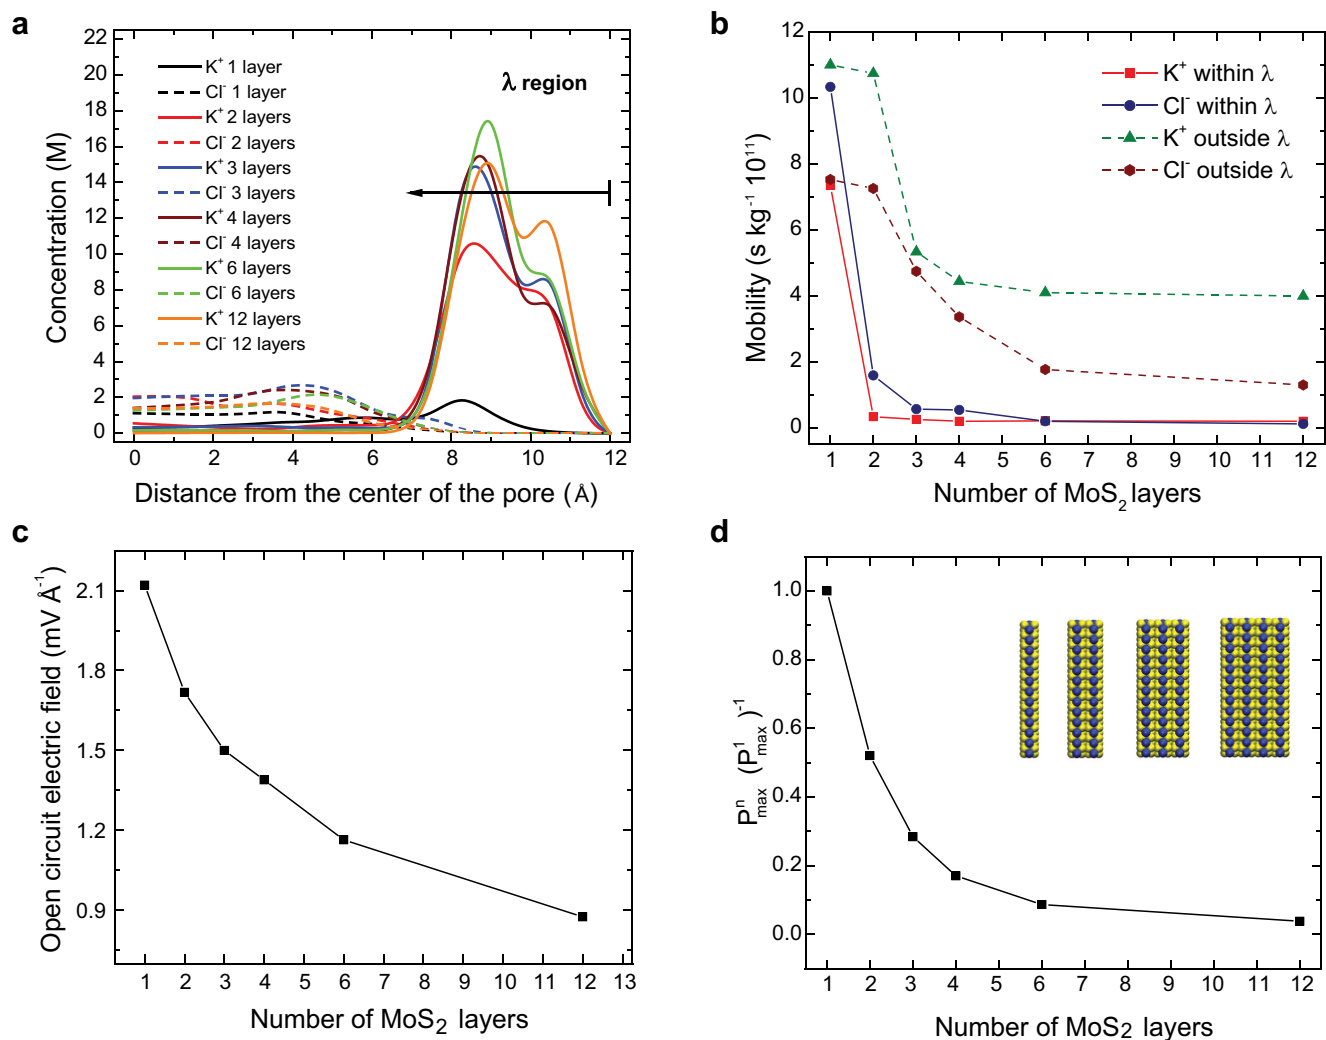 a
22
20
18
16
14
12
10
8
6
4
2
0
Concentration (M)
K⁺ 1 layer
Cl⁻ 1 layer
K⁺ 2 layers
Cl⁻ 2 layers
K⁺ 3 layers
Cl⁻ 3 layers
K⁺ 4 layers
Cl⁻ 4 layers
K⁺ 6 layers
Cl⁻ 6 layers
K⁺ 12 layers
Cl⁻ 12 layers
λ region
0 2 4 6 8 10 12
Distance from the center of the pore (Å)
b
12
10
8
6
4
2
0
Mobility (s kg⁻¹ 10¹¹)
K⁺ within λ
Cl⁻ within λ
K⁺ outside λ
Cl⁻ outside λ
1 2 3 4 5 6 7 8 9 10 11 12
Number of MoS₂ layers
c
2.1
1.8
1.5
1.2
0.9
Open circuit electric field (mV Å⁻¹)
1 2 3 4 5 6 7 8 9 10 11 12 13
Number of MoS₂ layers
d
1.0
0.8
0.6
0.4
0.2
0.0
Pⁿₘₐₓ (P¹ₘₐₓ)⁻¹
1 2 3 4 5 6 7 8 9 10 11 12
Number of MoS₂ layers